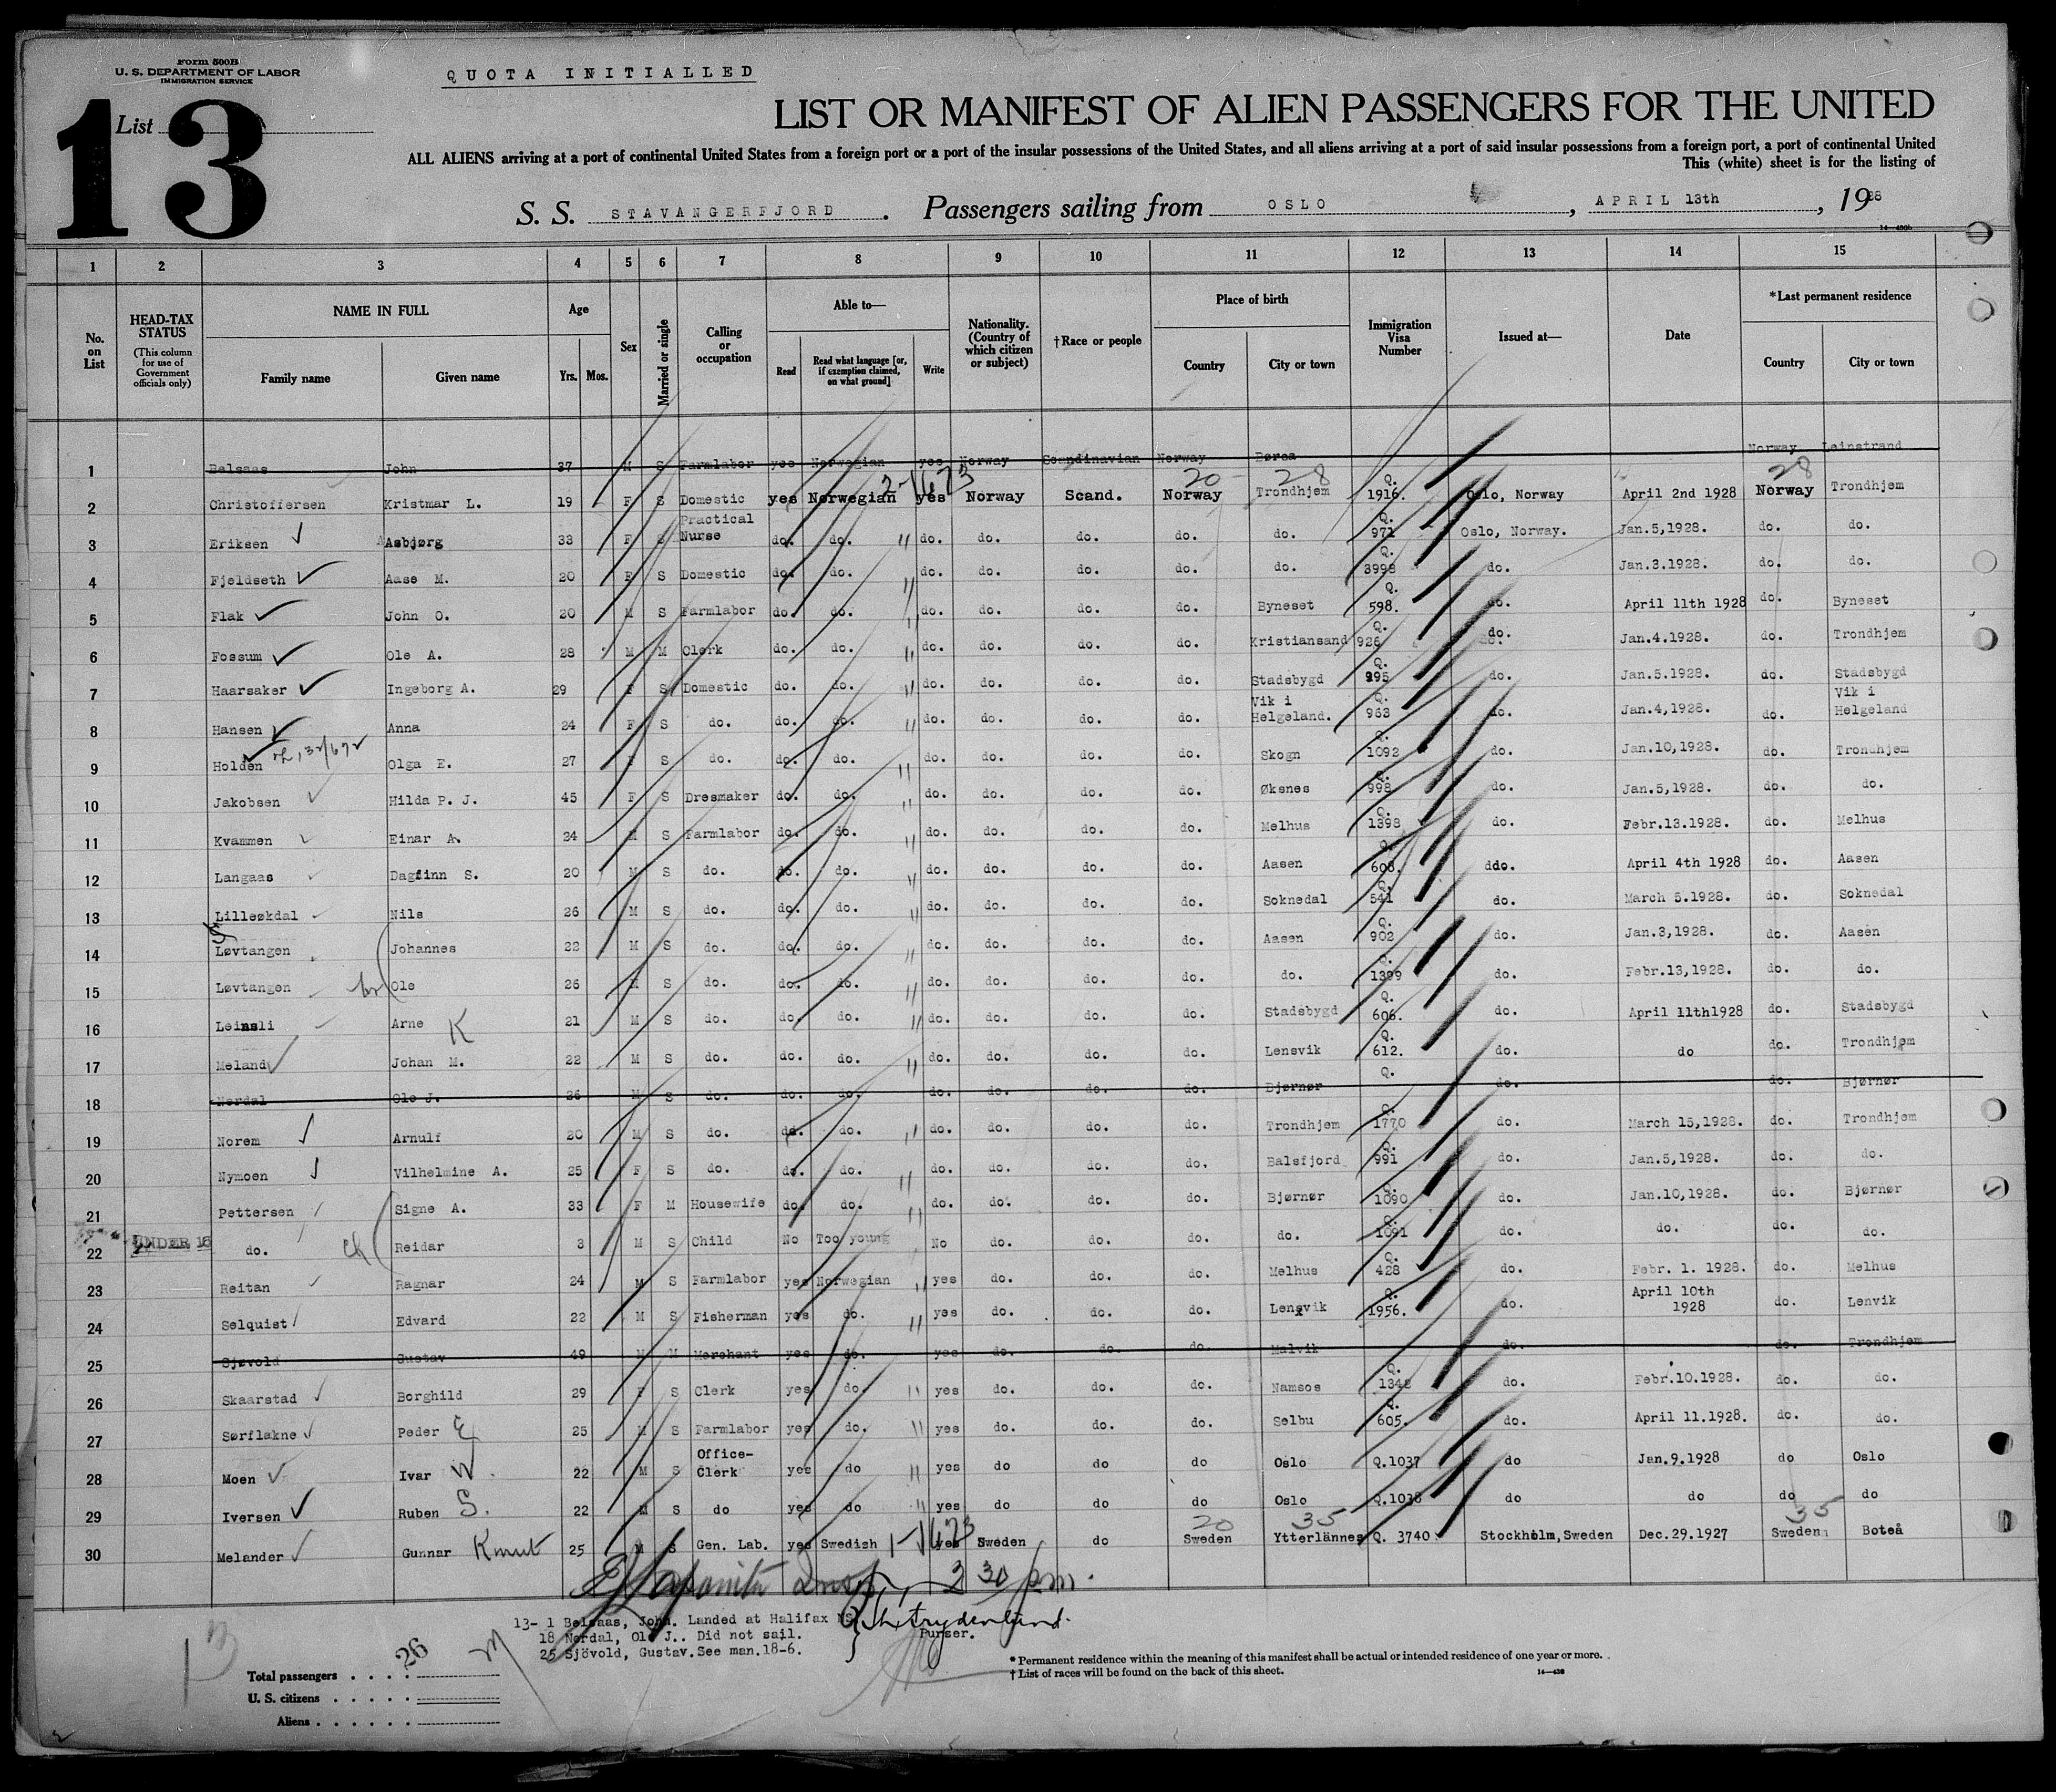 Form 500B
U. S. DEPARTMENT OF LABOR
IMMIGRATION SERVICE
QUOTA INITIALLED
List 13
LIST OR MANIFEST OF ALIEN PASSENGERS FOR THE UNITED
ALL ALIENS arriving at a port of continental United States from a foreign port or a port of the insular possessions of the United States, and all aliens arriving at a port of said insular possessions from a foreign port, a port of continental United
This (white) sheet is for the listing of
S. S. STAVANGERFJORD. Passengers sailing from OSLO, APRIL 13th, 1928
1 2 3 4 5 6 7 8 9 10 11 12 13 14 15
No. on List
HEAD-TAX STATUS (This column for use of Government officials only)
NAME IN FULL
Family name Given name
Age Yrs. Mos.
Sex
Married or single
Calling or occupation
Able to— Read Read what language [or, if exemption claimed, on what ground] Write
Nationality. (Country of which citizen or subject)
†Race or people
Place of birth Country City or town
Immigration Visa Number
Issued at—
Date
*Last permanent residence Country City or town
1 Belsaas John 37 M S Farmlabor yes Norwegian yes Norway Scandinavian Norway Børsa Norway Leinstrand
2 Christoffersen Kristmar L. 19 F S Domestic yes Norwegian yes Norway Scand. Norway Trondhjem Q. 1916. Oslo, Norway April 2nd 1928 Norway Trondhjem
3 Eriksen Asbjørg 33 F S Practical Nurse do. do. do. do. do. do. do. Q. 971 Oslo, Norway. Jan.5,1928. do. do.
4 Fjeldseth Aase M. 20 F S Domestic do. do. do. do. do. do. do. Q. 3998 do. Jan.3.1928. do. do.
5 Flak John O. 20 M S Farmlabor do. do. do. do. do. do. Byneset Q. 598. do. April 11th 1928 do. Byneset
6 Fossum Ole A. 28 M M Clerk do. do. do. do. do. do. Kristiansand Q. 926 do. Jan.4.1928. do. Trondhjem
7 Haarsaker Ingeborg A. 29 F S Domestic do. do. do. do. do. do. Stadsbygd Q. 995 do. Jan.5.1928. do. Stadsbygd
8 Hansen Anna 24 F S do. do. do. do. do. do. do. Vik i Helgeland. Q. 963 do. Jan.4,1928. do. Vik i Helgeland
9 Holden Olga E. 27 F S do. do. do. do. do. do. do. Skogn Q. 1092 do. Jan.10,1928. do. Trondhjem
10 Jakobsen Hilda P. J. 45 F S Dressmaker do. do. do. do. do. do. Øksnes Q. 998 do. Jan.5,1928. do. do.
11 Kvammen Einar A. 24 M S Farmlabor do. do. do. do. do. do. Melhus Q. 1398 do. Febr.13.1928. do. Melhus
12 Langaas Dagfinn S. 20 M S do. do. do. do. do. do. do. Aasen Q. 608. ddo. April 4th 1928 do. Aasen
13 Lilleøkdal Nils 26 M S do. do. do. do. do. do. do. Soknedal Q. 541 do. March 5.1928. do. Soknedal
14 Løvtangen Johannes 22 M S do. do. do. do. do. do. do. Aasen Q. 902 do. Jan.3,1928. do. Aasen
15 Løvtangen Ole 26 M S do. do. do. do. do. do. do. do. Q. 1399 do. Febr.13,1928. do. do.
16 Leinsli Arne K 21 M S do. do. do. do. do. do. do. Stadsbygd Q. 606. do. April 11th1928 do. Stadsbygd
17 Meland Johan M. 22 M S do. do. do. do. do. do. do. Lensvik Q. 612. do. do do. Trondhjem
18 Nordal Ole J. 26 M S do. do. do. do. do. do. do. Bjørnør Q. do. do. Bjørnør
19 Norem Arnulf 20 M S do. do. do. do. do. do. do. Trondhjem Q. 1770 do. March 15,1928. do. Trondhjem
20 Nymoen Vilhelmine A. 25 F S do. do. do. do. do. do. do. Balsfjord Q. 991 do. Jan.5,1928. do. do.
21 Pettersen Signe A. 33 F M Housewife do. do. do. do. do. do. Bjørnør Q. 1090 do. Jan.10,1928. do. Bjørnør
22 UNDER 16 do. Reidar 3 M S Child No Too young No do. do. do. do. Q. 1091 do. do. do. do.
23 Reitan Ragnar 24 M S Farmlabor yes Norwegian yes do. do. do. Melhus Q. 428 do. Febr. 1. 1928. do. Melhus
24 Selquist Edvard 22 M S Fisherman yes do. yes do. do. do. Lensvik Q. 1956. do. April 10th 1928 do. Lenvik
25 Sjøvold Gustav 49 M M Merchant yes do. yes do. do. do. Malvik do. do. Trondhjem
26 Skaarstad Borghild 29 F S Clerk yes do. yes do. do. do. Namsos Q. 1342 do. Febr.10.1928. do. do.
27 Sørflakne Peder E 25 M S Farmlabor yes do. yes do. do. do. Selbu Q. 605. do. April 11.1928. do. do.
28 Moen Ivar W. 22 M S Office-Clerk yes do yes do do do Oslo Q.1037 do Jan.9.1928 do Oslo
29 Iversen Ruben S. 22 M S do yes do yes do do do Oslo Q.1038 do do do do
30 Melander Gunnar Knut 25 M S Gen. Lab. yes Swedish yes Sweden do Sweden Ytterlännes Q. 3740 Stockholm,Sweden Dec.29.1927 Sweden Boteå
2 30 pm.
13- 1 Belsaas, John. Landed at Halifax NS
18 Nordal, Ole J.. Did not sail.
25 Sjövold, Gustav.See man.18-6.
Purser.
Total passengers 26
U. S. citizens
Aliens
* Permanent residence within the meaning of this manifest shall be actual or intended residence of one year or more.
† List of races will be found on the back of this sheet.
14—430